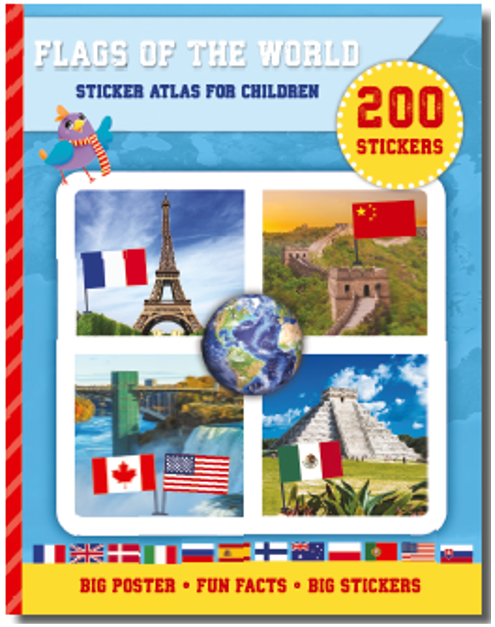 FLAGS OF THE WORLD
STICKER ATLAS FOR CHILDREN
200
STICKERS
BIG POSTER • FUN FACTS • BIG STICKERS